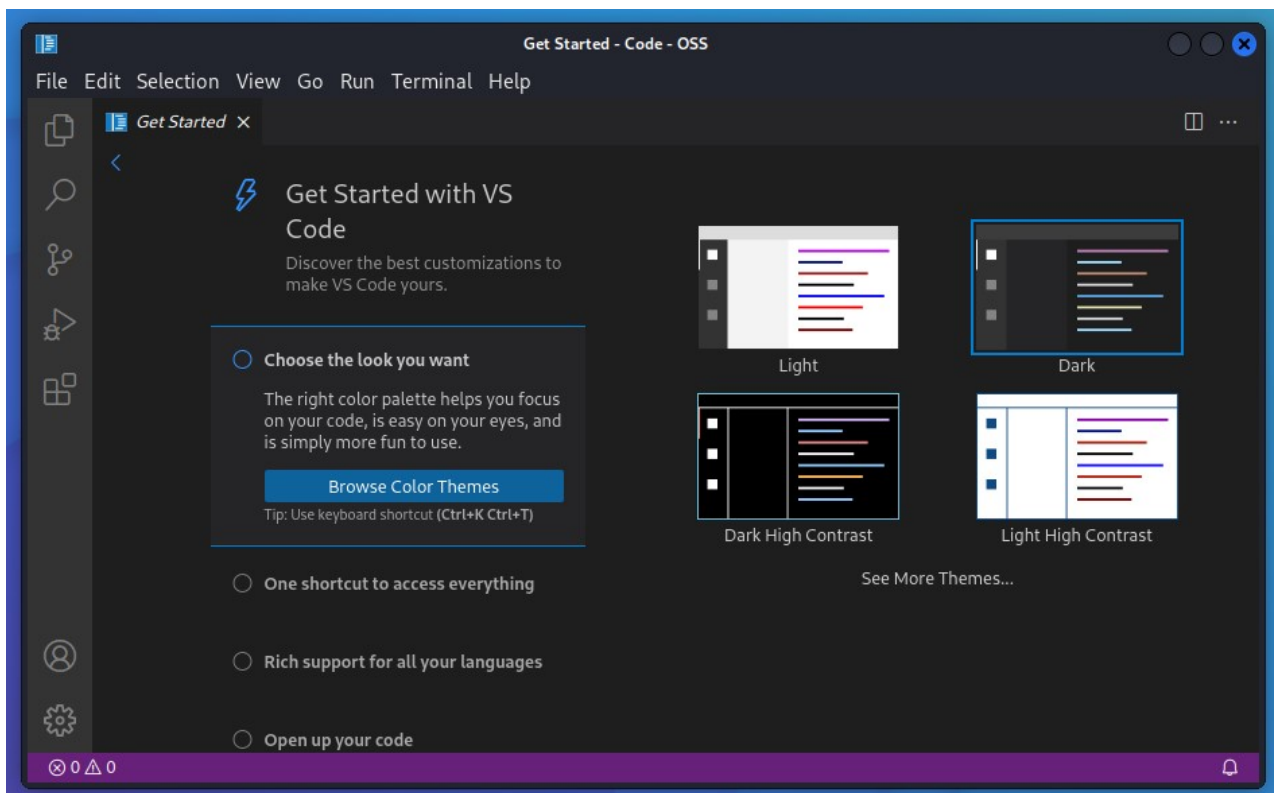 Get Started - Code - OSS
File Edit Selection View Go Run Terminal Help
Get Started
Get Started with VS
Code
Discover the best customizations to
make VS Code yours.
Choose the look you want
The right color palette helps you focus
on your code, is easy on your eyes, and
is simply more fun to use.
Browse Color Themes
Tip: Use keyboard shortcut (Ctrl+K Ctrl+T)
One shortcut to access everything
Rich support for all your languages
Open up your code
Light
Dark
Dark High Contrast
Light High Contrast
See More Themes...
0 0